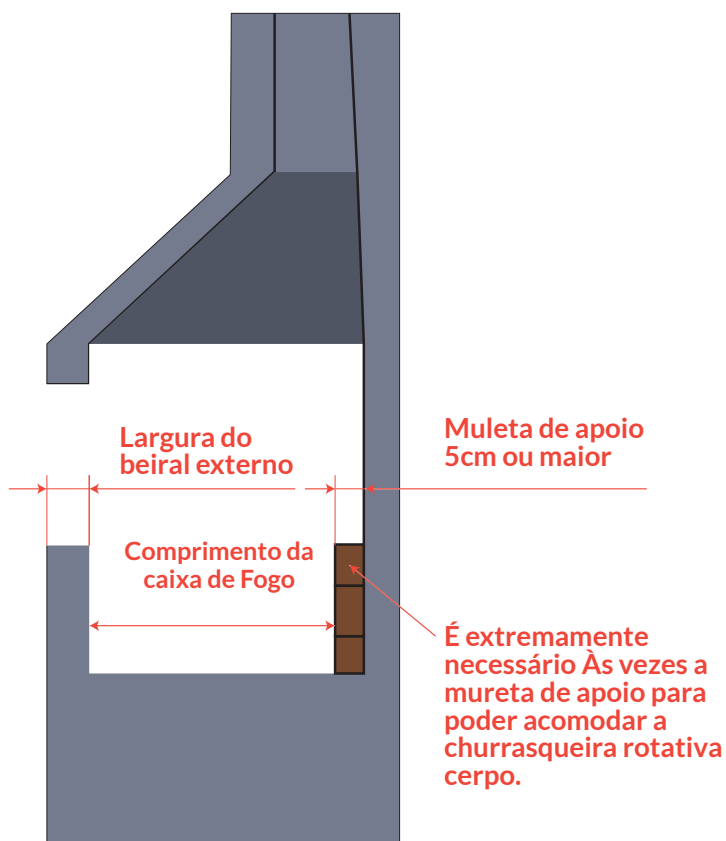 Largura do
beiral externo
Muleta de apoio
5cm ou maior
Comprimento da
caixa de Fogo
É extremamente
necessário Às vezes a
mureta de apoio para
poder acomodar a
churrasqueira rotativa
cerpo.